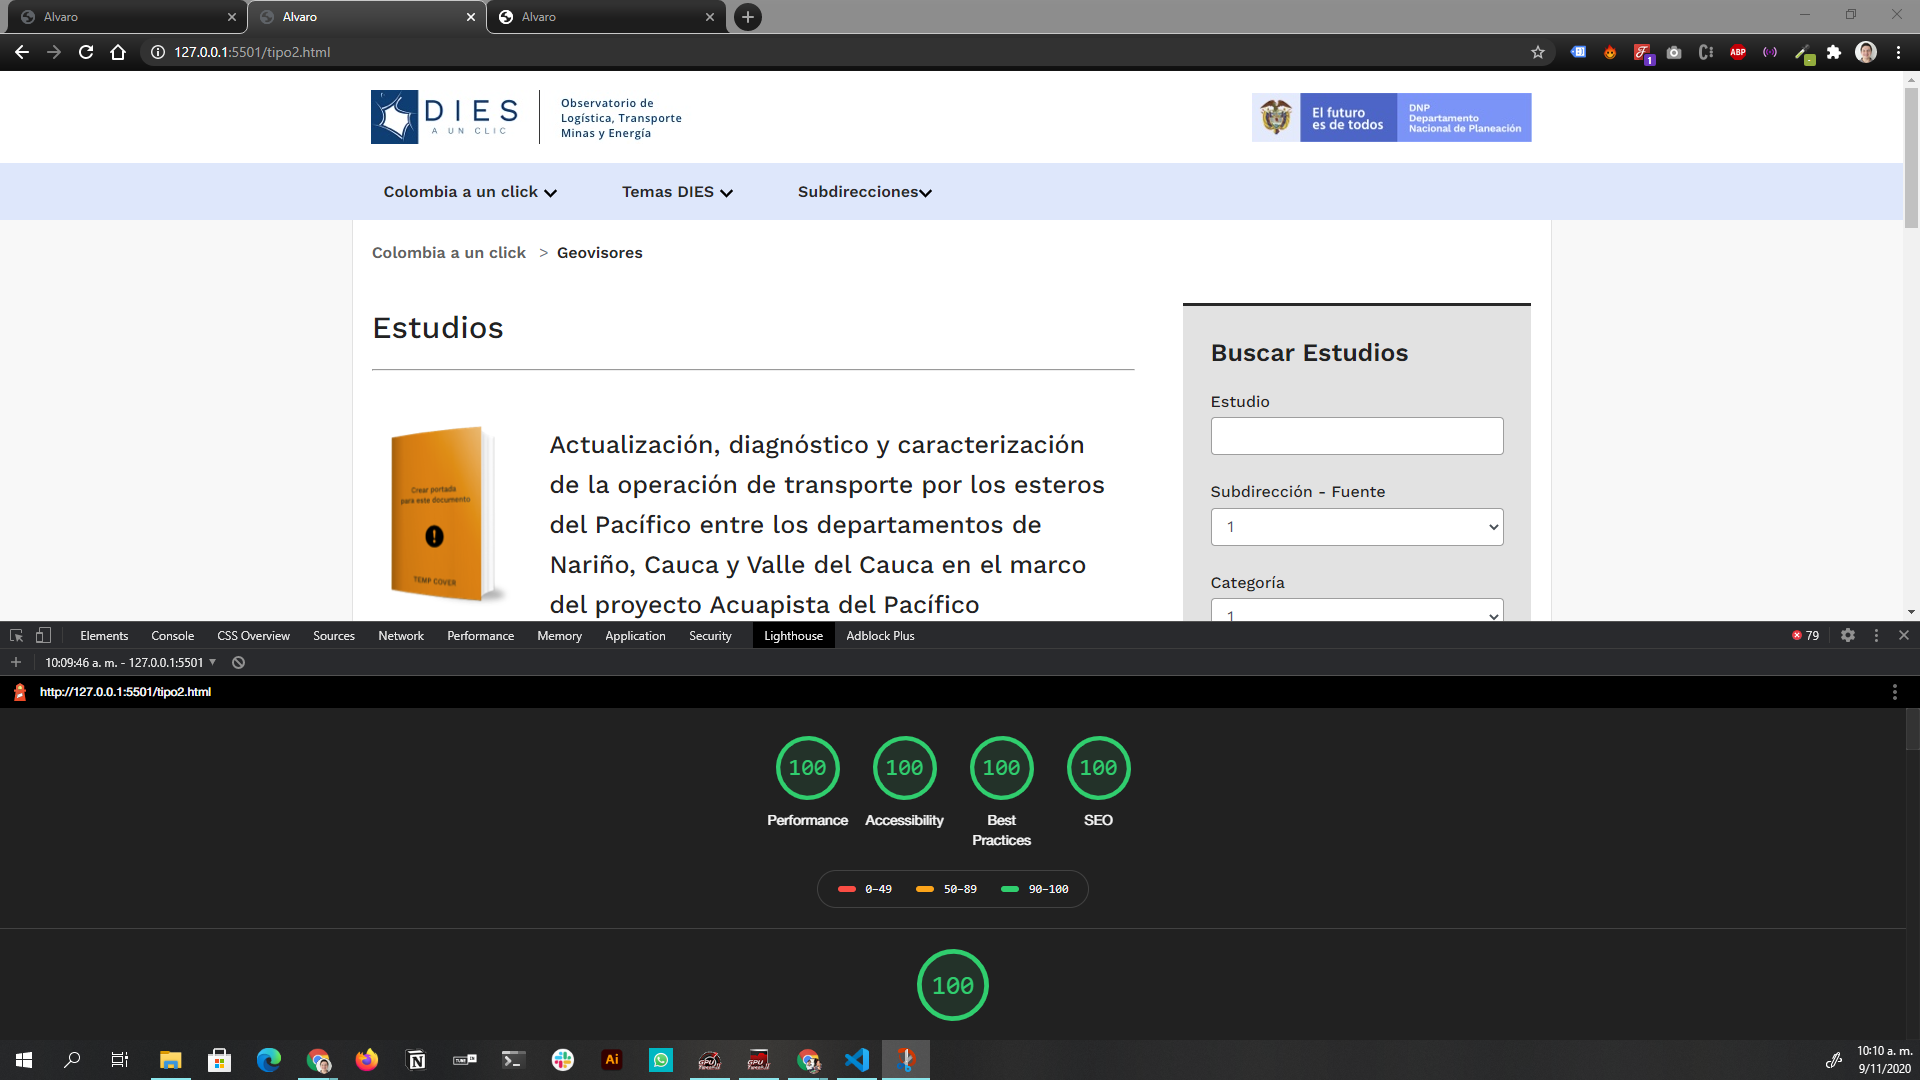 Alvaro
Alvaro
Alvaro
127.0.0.1:5501/tipo2.html
1
ABP
DIES
A UN CLIC
Observatorio de
Logística, Transporte
Minas y Energía
El futuro
es de todos
DNP
Departamento
Nacional de Planeación
Colombia a un click
Temas DIES
Subdirecciones
Colombia a un click > Geovisores
Estudios
Crear portada
para este documento
!
TEMP COVER
Actualización, diagnóstico y caracterización
de la operación de transporte por los esteros
del Pacífico entre los departamentos de
Nariño, Cauca y Valle del Cauca en el marco
del proyecto Acuapista del Pacífico
Buscar Estudios
Estudio
Subdirección - Fuente
1
Categoría
1
Elements Console CSS Overview Sources Network Performance Memory Application Security Lighthouse Adblock Plus
79
10:09:46 a. m. - 127.0.0.1:5501
http://127.0.0.1:5501/tipo2.html
100 100 100 100
Performance
Accessibility
Best
Practices
SEO
0-49 50-89 90-100
100
Ai
GPU
GPU
10:10 a. m.
9/11/2020